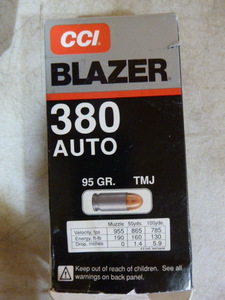 CCI
BLAZER®
380
AUTO
95 GR. TMJ
Muzzle 50yds. 100yds.
Velocity, fps 955 865 785
Energy, ft-lb 190 160 130
Drop, inches 0 1.4 5.9
Keep out of reach of children. See all
warnings on back panel.